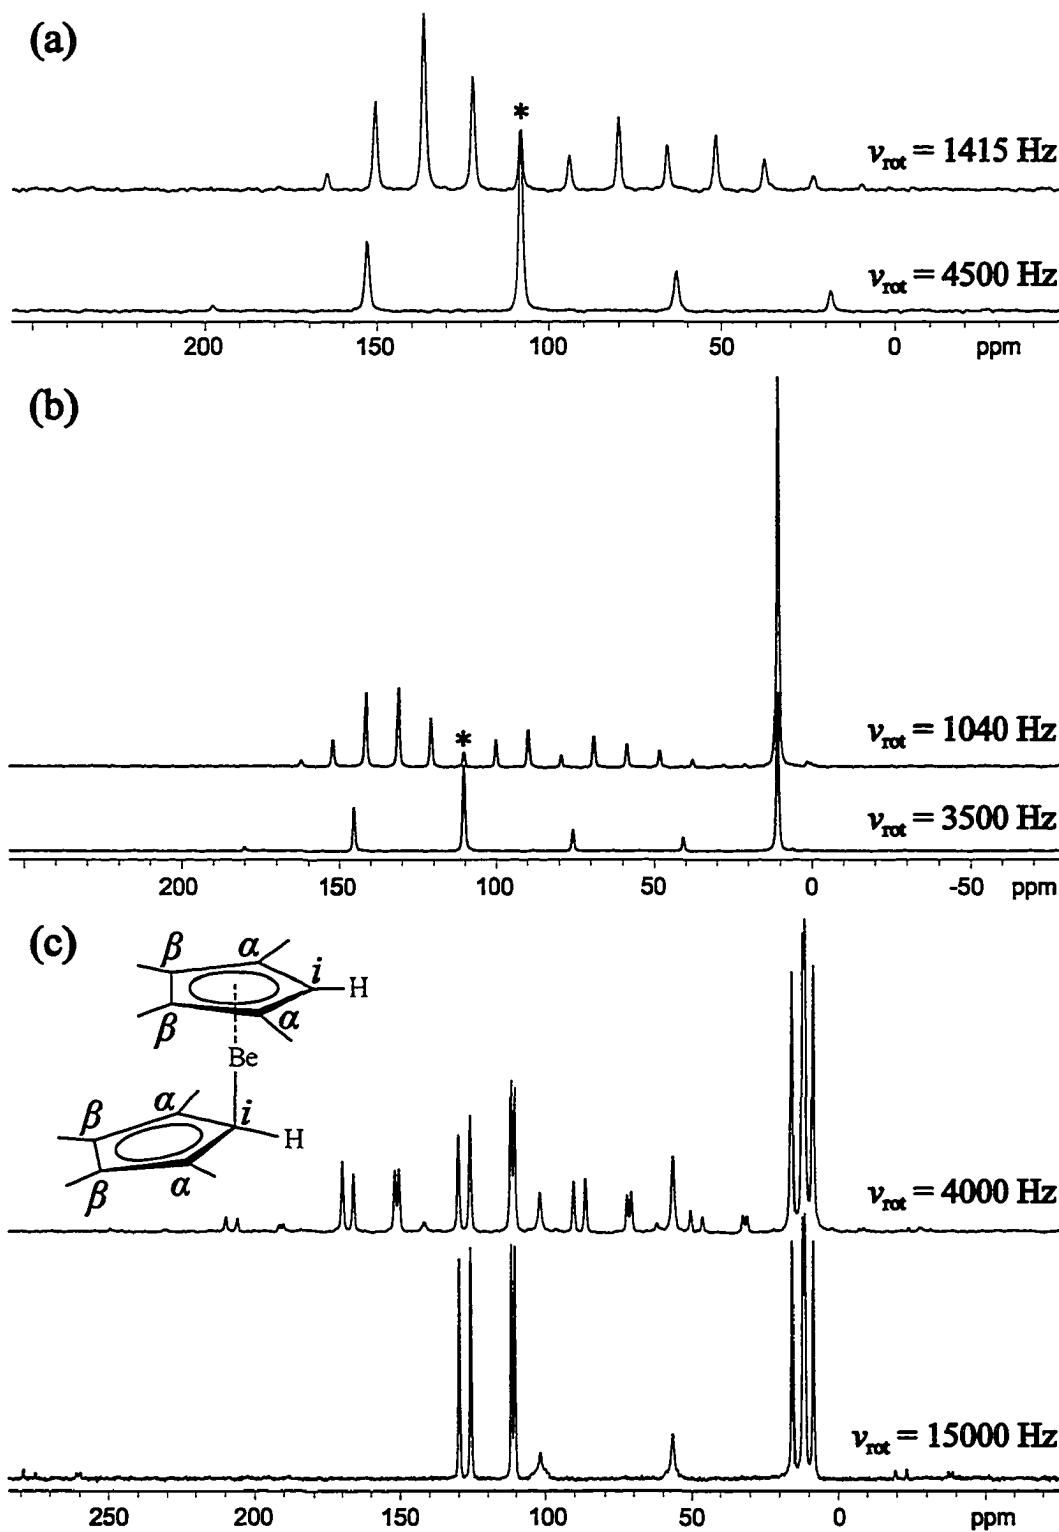 (a)
*
νrot = 1415 Hz
νrot = 4500 Hz
200 150 100 50 0 ppm
(b)
*
νrot = 1040 Hz
νrot = 3500 Hz
200 150 100 50 0 -50 ppm
(c)
β α i H
β α
Be
β α i H
β α
νrot = 4000 Hz
νrot = 15000 Hz
250 200 150 100 50 0 ppm